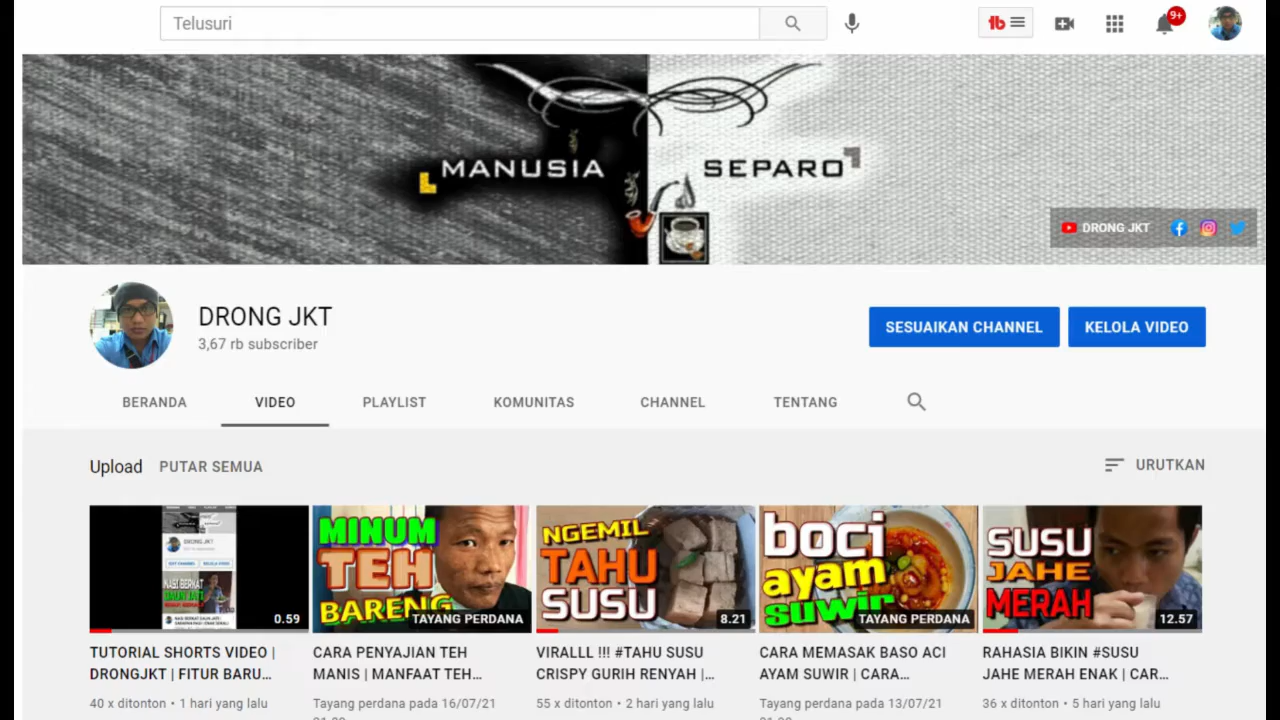 Telusuri
9+
MANUSIA
SEPARO
DRONG JKT
DRONG JKT
3,67 rb subscriber
SESUAIKAN CHANNEL
KELOLA VIDEO
BERANDA
VIDEO
PLAYLIST
KOMUNITAS
CHANNEL
TENTANG
Upload
PUTAR SEMUA
URUTKAN
DRONG JKT
0.59
MINUM
TEH
BARENG
TAYANG PERDANA
NGEMIL
TAHU
SUSU
8.21
boci
ayam
suwir
TAYANG PERDANA
SUSU
JAHE
MERAH
12.57
TUTORIAL SHORTS VIDEO |
DRONGJKT | FITUR BARU...
40 x ditonton • 1 hari yang lalu
CARA PENYAJIAN TEH
MANIS | MANFAAT TEH...
Tayang perdana pada 16/07/21
VIRALLL !!! #TAHU SUSU
CRISPY GURIH RENYAH |...
55 x ditonton • 2 hari yang lalu
CARA MEMASAK BASO ACI
AYAM SUWIR | CARA...
Tayang perdana pada 13/07/21
RAHASIA BIKIN #SUSU
JAHE MERAH ENAK | CAR...
36 x ditonton • 5 hari yang lalu